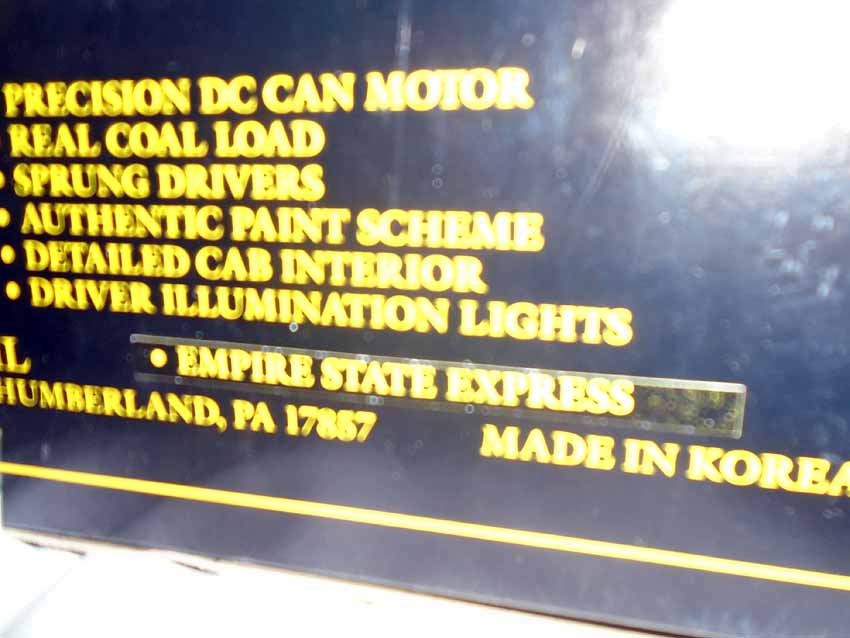 PRECISION DC CAN MOTOR
• REAL COAL LOAD
• SPRUNG DRIVERS
• AUTHENTIC PAINT SCHEME
• DETAILED CAB INTERIOR
• DRIVER ILLUMINATION LIGHTS
• EMPIRE STATE EXPRESS
HUMBERLAND, PA 17857
MADE IN KOREA